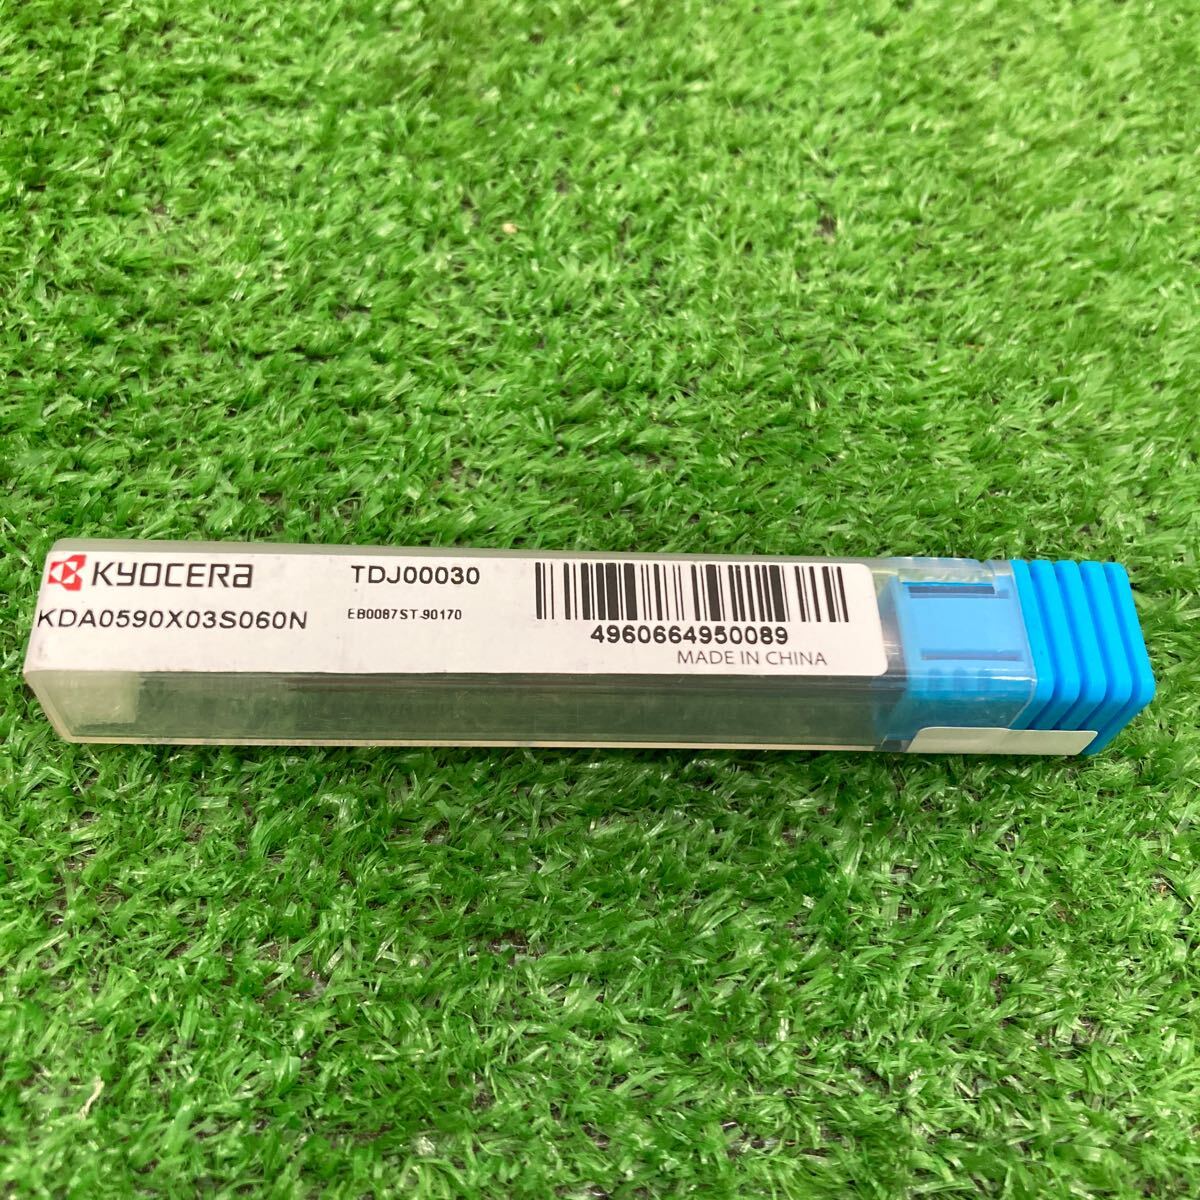 KYOCERA
KDA0590X03S060N
TDJ00030
EB0087ST-90170
4960664950089
MADE IN CHINA